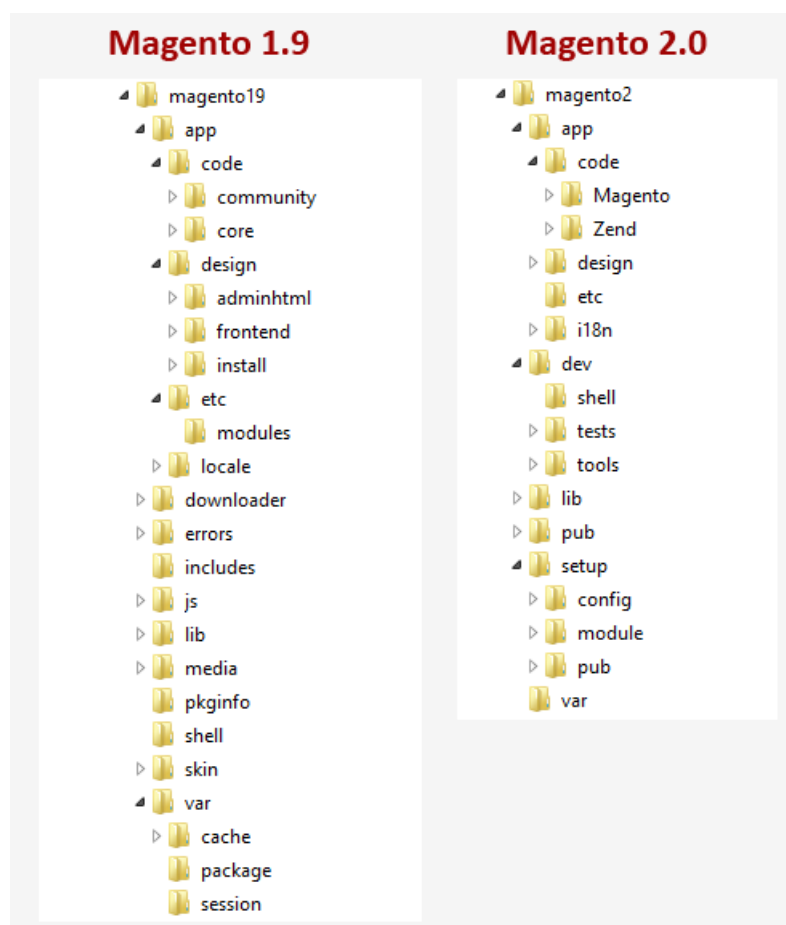 Magento 1.9
magento19
app
code
community
core
design
adminhtml
frontend
install
etc
modules
locale
downloader
errors
includes
js
lib
media
pkginfo
shell
skin
var
cache
package
session
Magento 2.0
magento2
app
code
Magento
Zend
design
etc
i18n
dev
shell
tests
tools
lib
pub
setup
config
module
pub
var